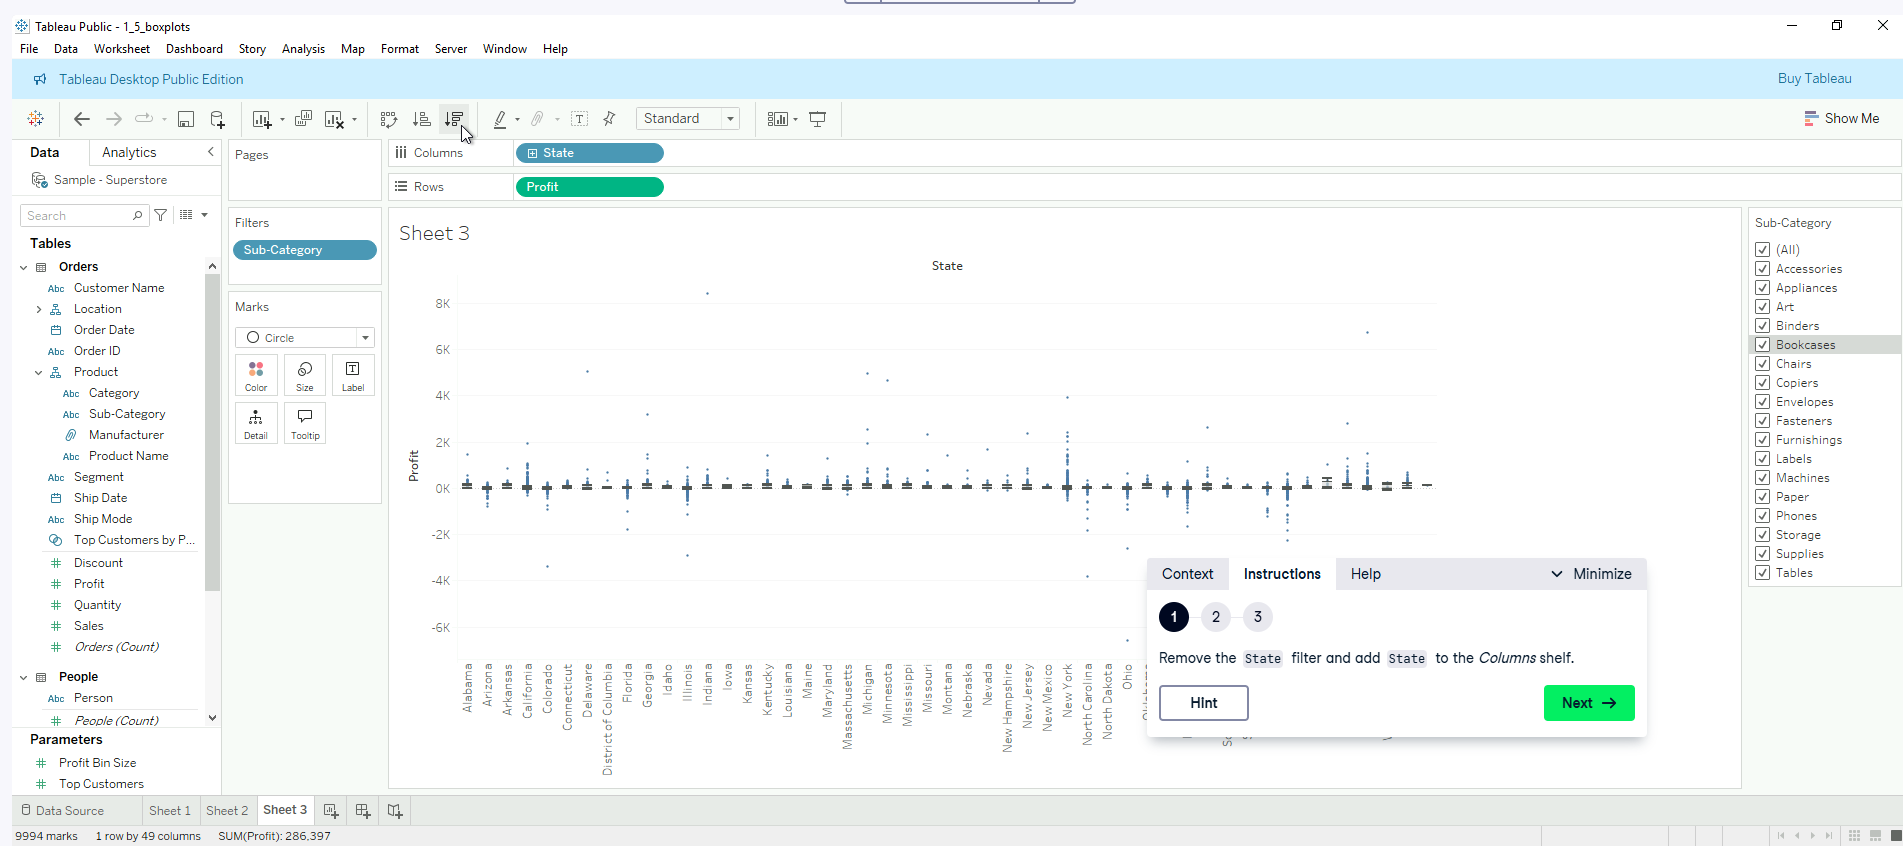 Tableau Public - 1_5_boxplots
File Data Worksheet Dashboard Story Analysis Map Format Server Window Help
Tableau Desktop Public Edition
Buy Tableau
Standard
Show Me
Data
Analytics
Sample - Superstore
Search
Tables
Orders
Abc Customer Name
Location
Order Date
Abc Order ID
Product
Abc Category
Abc Sub-Category
Manufacturer
Abc Product Name
Abc Segment
Ship Date
Abc Ship Mode
Top Customers by P...
Discount
Profit
Quantity
Sales
Orders (Count)
People
Abc Person
People (Count)
Parameters
Profit Bin Size
Top Customers
Pages
Filters
Sub-Category
Marks
Circle
Color
Size
Label
Detail
Tooltip
Columns
State
Rows
Profit
Sheet 3
State
Profit
8K
6K
4K
2K
0K
-2K
-4K
-6K
Alabama
Arizona
Arkansas
California
Colorado
Connecticut
Delaware
District of Columbia
Florida
Georgia
Idaho
Illinois
Indiana
Iowa
Kansas
Kentucky
Louisiana
Maine
Maryland
Massachusetts
Michigan
Minnesota
Mississippi
Missouri
Montana
Nebraska
Nevada
New Hampshire
New Jersey
New Mexico
New York
North Carolina
North Dakota
Ohio
Sub-Category
(All)
Accessories
Appliances
Art
Binders
Bookcases
Chairs
Copiers
Envelopes
Fasteners
Furnishings
Labels
Machines
Paper
Phones
Storage
Supplies
Tables
Context
Instructions
Help
Minimize
1 2 3
Remove the State filter and add State to the Columns shelf.
HInt
Next
Data Source
Sheet 1
Sheet 2
Sheet 3
9994 marks
1 row by 49 columns
SUM(Profit): 286,397